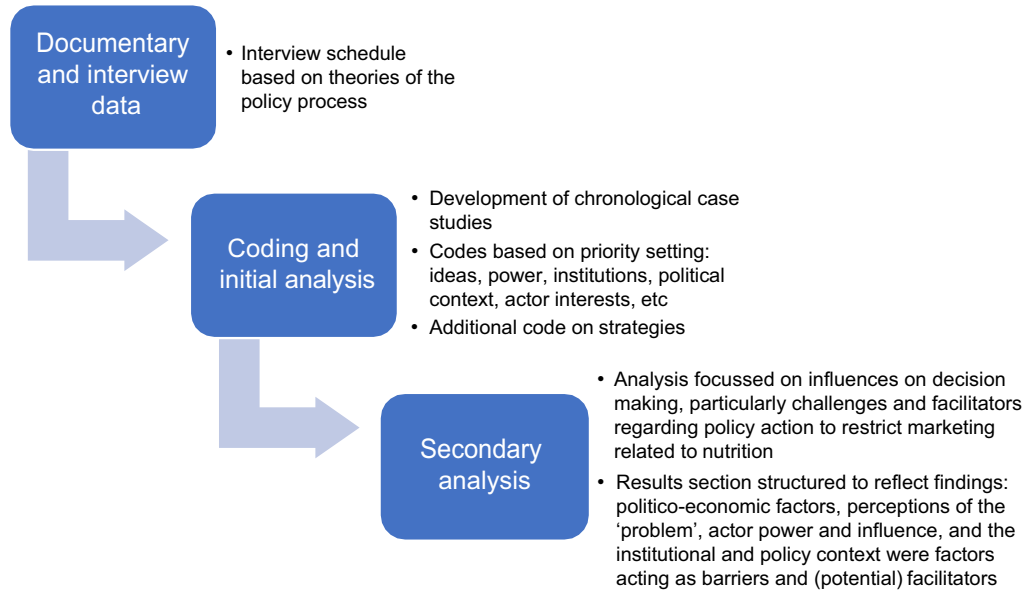 Documentary
and interview
data
• Interview schedule
based on theories of the
policy process
Coding and
initial analysis
• Development of chronological case
studies
• Codes based on priority setting:
ideas, power, institutions, political
context, actor interests, etc
• Additional code on strategies
Secondary
analysis
• Analysis focussed on influences on decision
making, particularly challenges and facilitators
regarding policy action to restrict marketing
related to nutrition
• Results section structured to reflect findings:
politico-economic factors, perceptions of the
‘problem’, actor power and influence, and the
institutional and policy context were factors
acting as barriers and (potential) facilitators